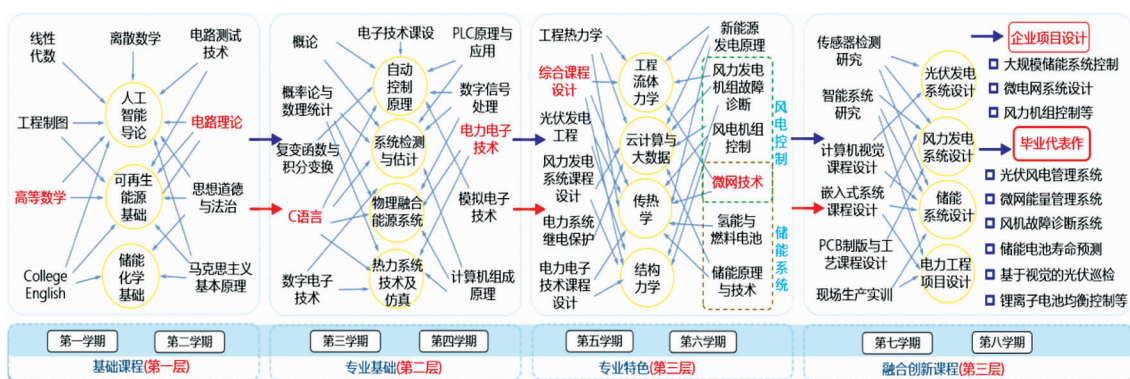 线性
代数
离散数学
电路测试
技术
人工
智能
导论
工程制图
电路理论
高等数学
可再生
能源
基础
思想道德
与法治
储能
化学
基础
College
English
马克思主义
基本原理
第一学期
第二学期
基础课程(第一层)
概论
电子技术课设
PLC原理与
应用
自动
控制
原理
概率论与
数理统计
数字信号
处理
系统检测
与估计
电力电子
技术
复变函数与
积分变换
物理融合
能源系统
模拟电子
技术
C语言
热力系统
技术及
仿真
数字电子
技术
计算机组成
原理
第三学期
第四学期
专业基础(第二层)
工程热力学
新能源
发电原理
工程
流体
力学
综合课程
设计
风力发电
机组故障
诊断
光伏发电
工程
云计算与
大数据
风电机组
控制
风电控制
风力发电
系统课程设计
微网技术
传热
学
电力系统
继电保护
氢能与
燃料电池
储能系统
电力电子
技术课程
设计
结构
力学
储能原理
与技术
第五学期
第六学期
专业特色(第三层)
传感器检测
研究
光伏发电
系统设计
智能系统
研究
风力发电
系统设计
计算机视觉
课程设计
嵌入式系统
课程设计
储能
系统设计
PCB制版与工
艺课程设计
电力工程
项目设计
现场生产实训
企业项目设计
大规模储能系统控制
微电网系统设计
风力机组控制等
毕业代表作
光伏风电管理系统
微网能量管理系统
风机故障诊断系统
储能电池寿命预测
基于视觉的光伏巡检
锂离子电池均衡控制等
第七学期
第八学期
融合创新课程(第三层)